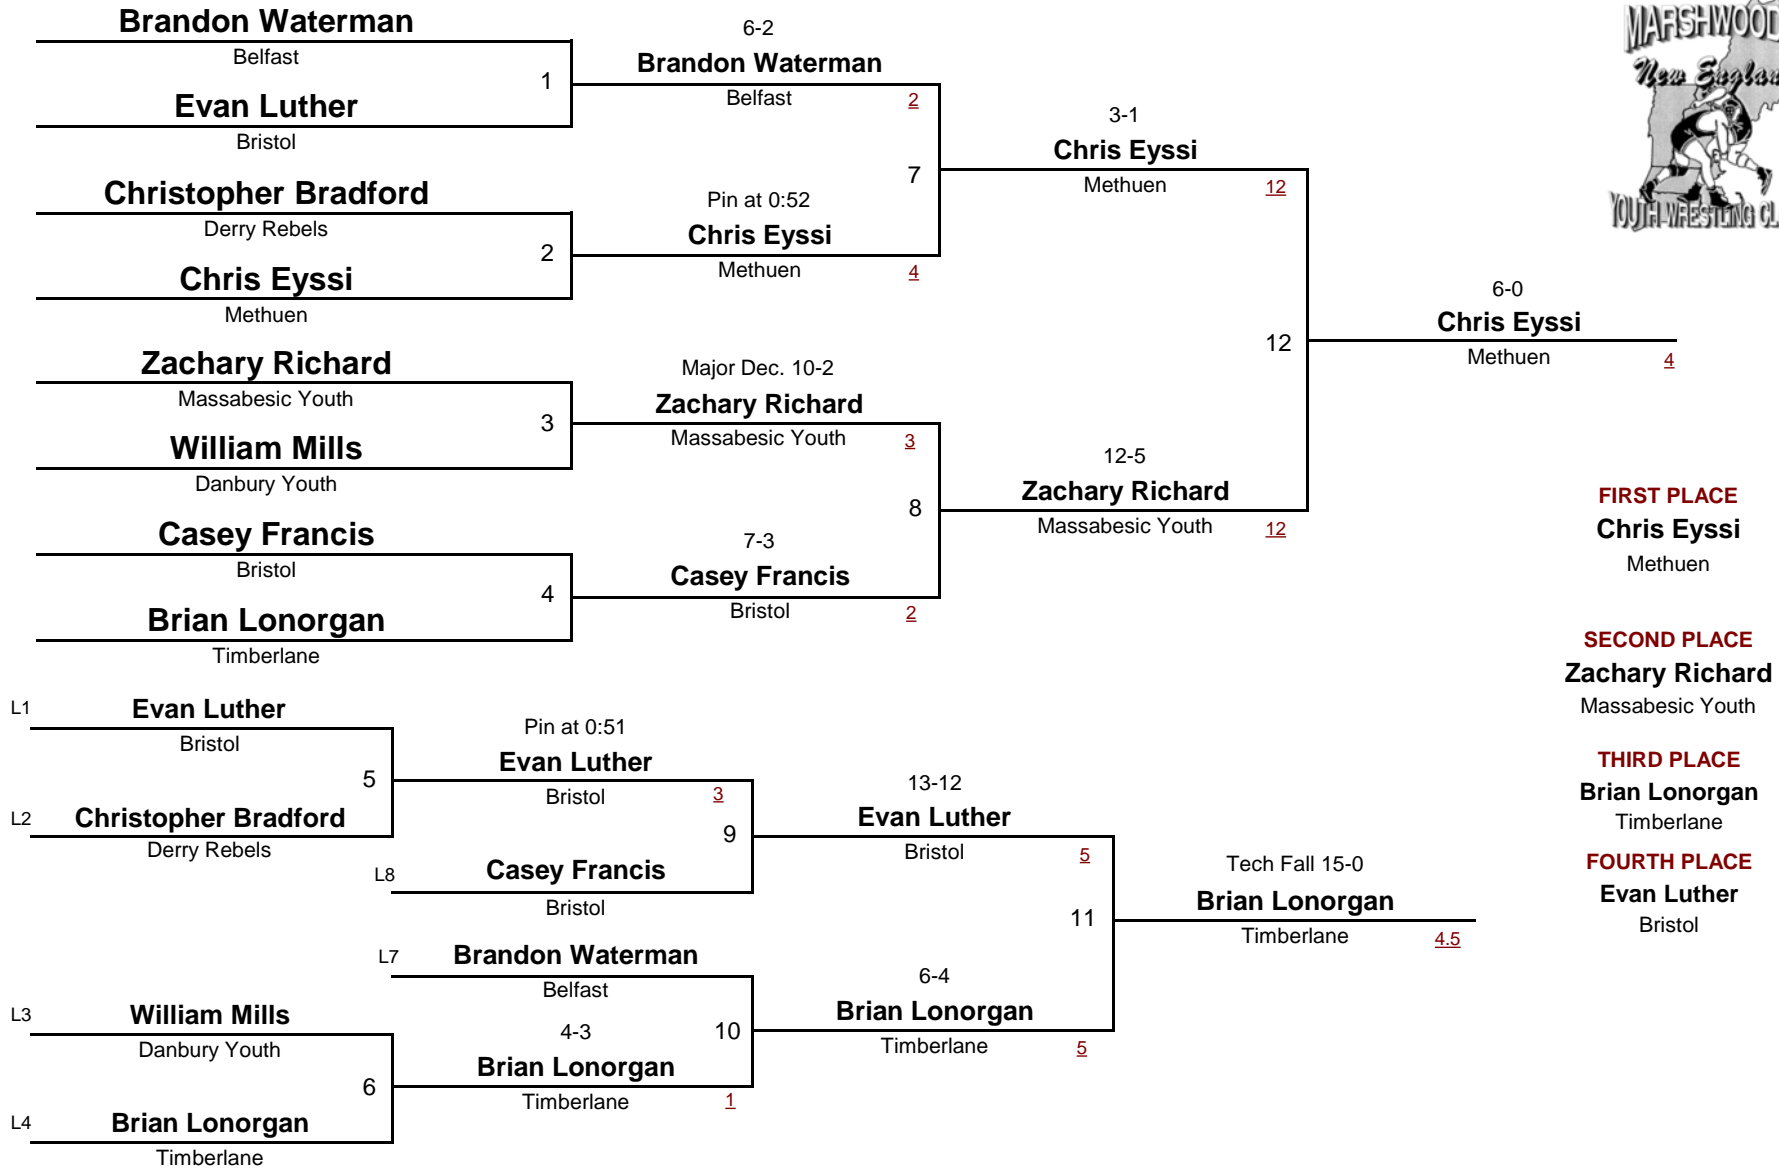 MARSHWOOD
New England
YOUTH WRESTLING
Brandon Waterman
Belfast
1
Evan Luther
Bristol
Christopher Bradford
Derry Rebels
2
Chris Eyssi
Methuen
Zachary Richard
Massabesic Youth
3
William Mills
Danbury Youth
Casey Francis
Bristol
4
Brian Lonorgan
Timberlane
6-2
Brandon Waterman
Belfast 2
7
Pin at 0:52
Chris Eyssi
Methuen 4
Major Dec. 10-2
Zachary Richard
Massabesic Youth 3
8
7-3
Casey Francis
Bristol 2
3-1
Chris Eyssi
Methuen 12
12
12-5
Zachary Richard
Massabesic Youth 12
6-0
Chris Eyssi
Methuen 4
L1 Evan Luther
Bristol
5
L2 Christopher Bradford
Derry Rebels
L3 William Mills
Danbury Youth
6
L4 Brian Lonorgan
Timberlane
Pin at 0:51
Evan Luther
Bristol 3
9
L8 Casey Francis
Bristol
L7 Brandon Waterman
Belfast
10
4-3
Brian Lonorgan
Timberlane 1
13-12
Evan Luther
Bristol 5
11
6-4
Brian Lonorgan
Timberlane 5
Tech Fall 15-0
Brian Lonorgan
Timberlane 4.5
FIRST PLACE
Chris Eyssi
Methuen
SECOND PLACE
Zachary Richard
Massabesic Youth
THIRD PLACE
Brian Lonorgan
Timberlane
FOURTH PLACE
Evan Luther
Bristol